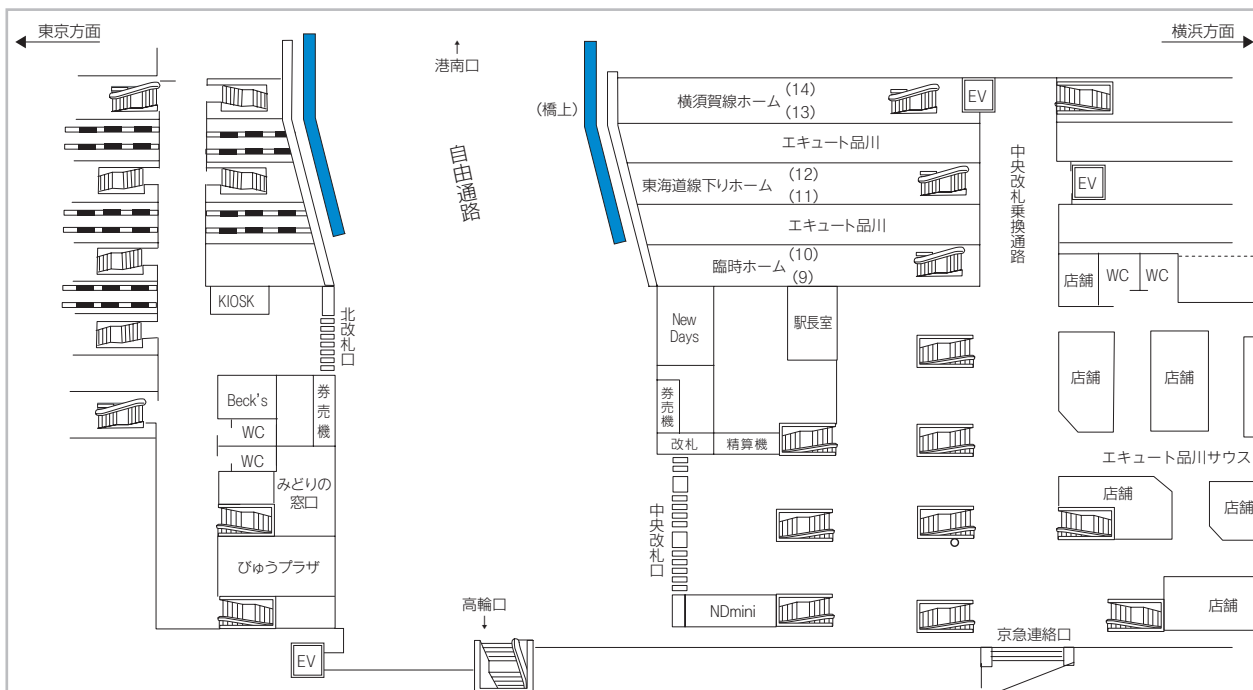 東京方面
横浜方面
港南口
(橋上)
自由通路
横須賀線ホーム
(14)
(13)
EV
エキュート品川
東海道線下りホーム
(12)
(11)
エキュート品川
臨時ホーム
(10)
(9)
中央改札乗換通路
EV
KIOSK
北改札口
New
Days
駅長室
店舗
WC
WC
Beck's
券売機
WC
WC
みどりの
窓口
びゅうプラザ
券売機
改札
精算機
店舗
店舗
エキュート品川サウス
店舗
店舗
中央改札口
NDmini
店舗
高輪口
京急連絡口
EV